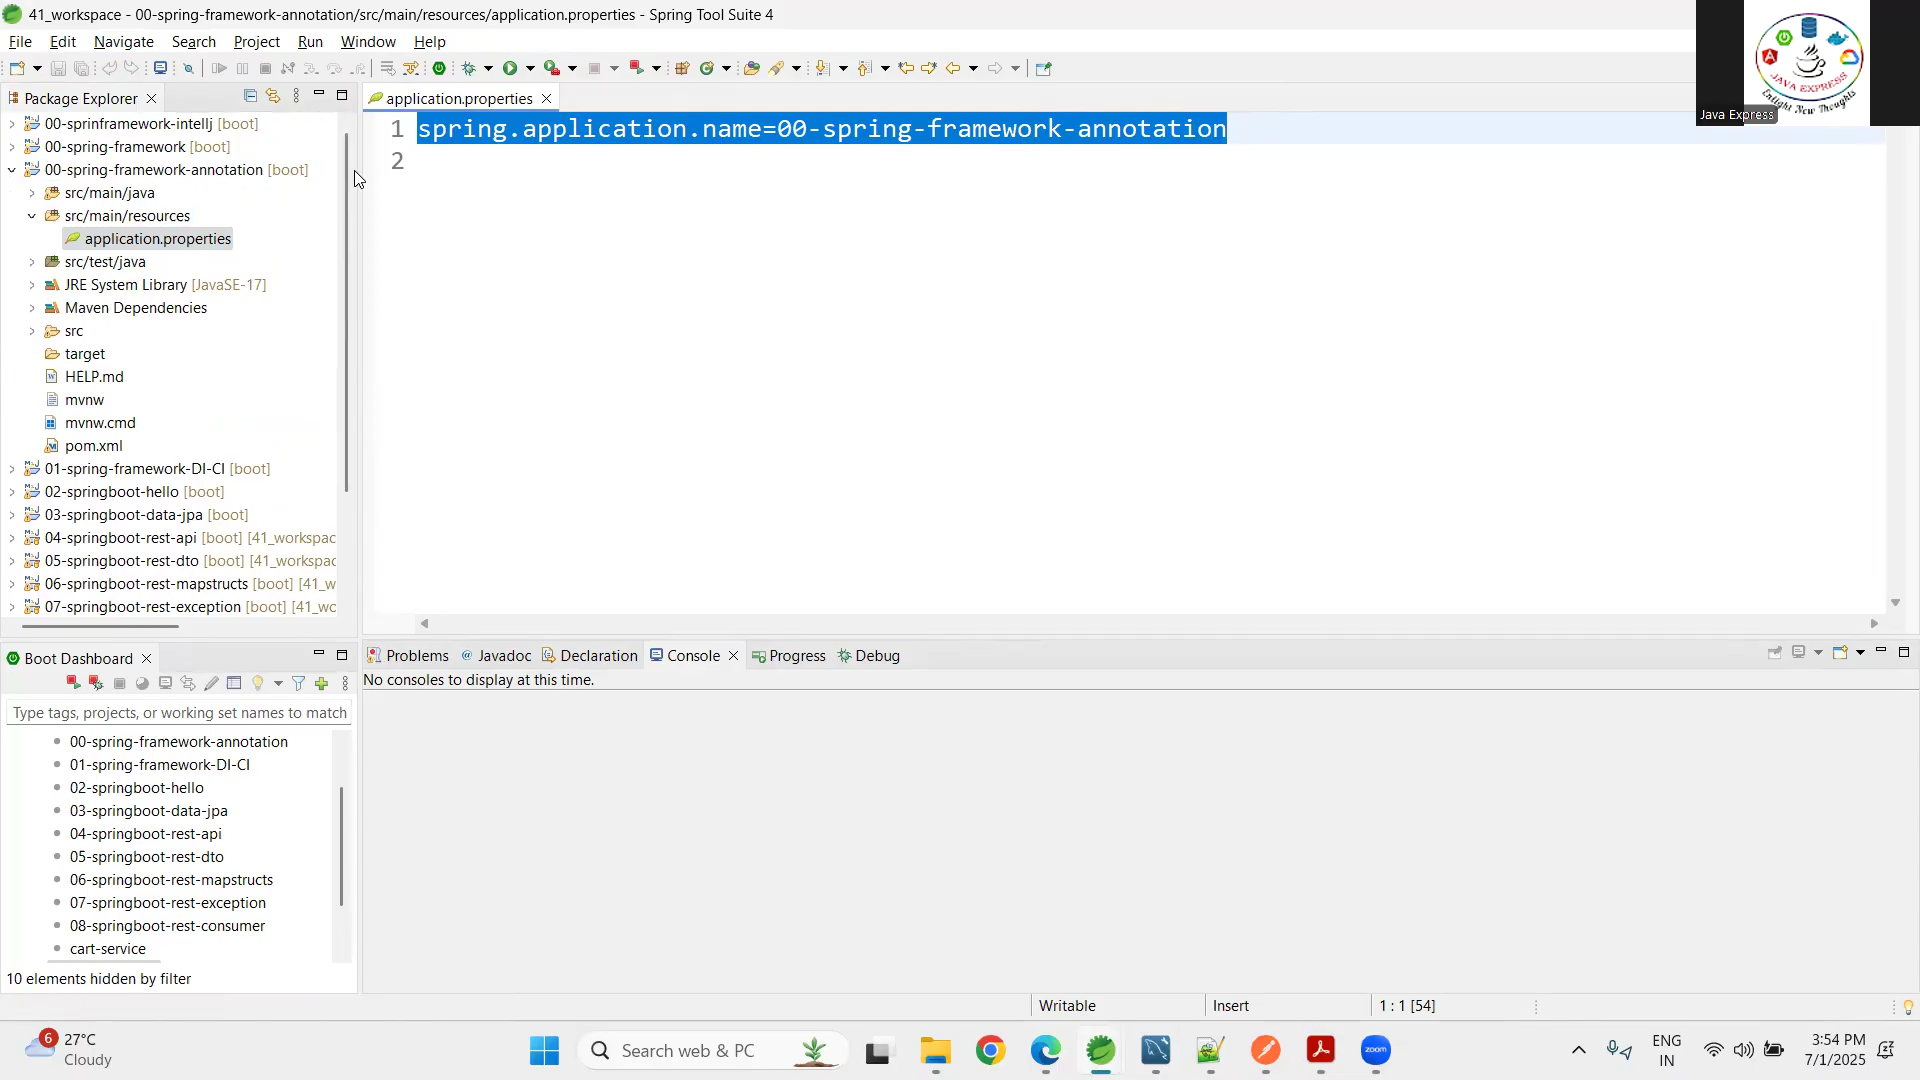 41_workspace - 00-spring-framework-annotation/src/main/resources/application.properties - Spring Tool Suite 4
File Edit Navigate Search Project Run Window Help
Package Explorer
00-sprinframework-intellj [boot]
00-spring-framework [boot]
00-spring-framework-annotation [boot]
src/main/java
src/main/resources
application.properties
src/test/java
JRE System Library [JavaSE-17]
Maven Dependencies
src
target
HELP.md
mvnw
mvnw.cmd
pom.xml
01-spring-framework-DI-CI [boot]
02-springboot-hello [boot]
03-springboot-data-jpa [boot]
04-springboot-rest-api [boot] [41_workspac
05-springboot-rest-dto [boot] [41_workspac
06-springboot-rest-mapstructs [boot] [41_w
07-springboot-rest-exception [boot] [41_wc
application.properties
1 spring.application.name=00-spring-framework-annotation
2
JAVA EXPRESS
Enlight New Thoughts
Java Express
Boot Dashboard
Type tags, projects, or working set names to match
00-spring-framework-annotation
01-spring-framework-DI-CI
02-springboot-hello
03-springboot-data-jpa
04-springboot-rest-api
05-springboot-rest-dto
06-springboot-rest-mapstructs
07-springboot-rest-exception
08-springboot-rest-consumer
cart-service
10 elements hidden by filter
Problems Javadoc Declaration Console Progress Debug
No consoles to display at this time.
Writable Insert 1 : 1 [54]
6
27°C
Cloudy
Search web & PC
zoom
ENG
IN
3:54 PM
7/1/2025